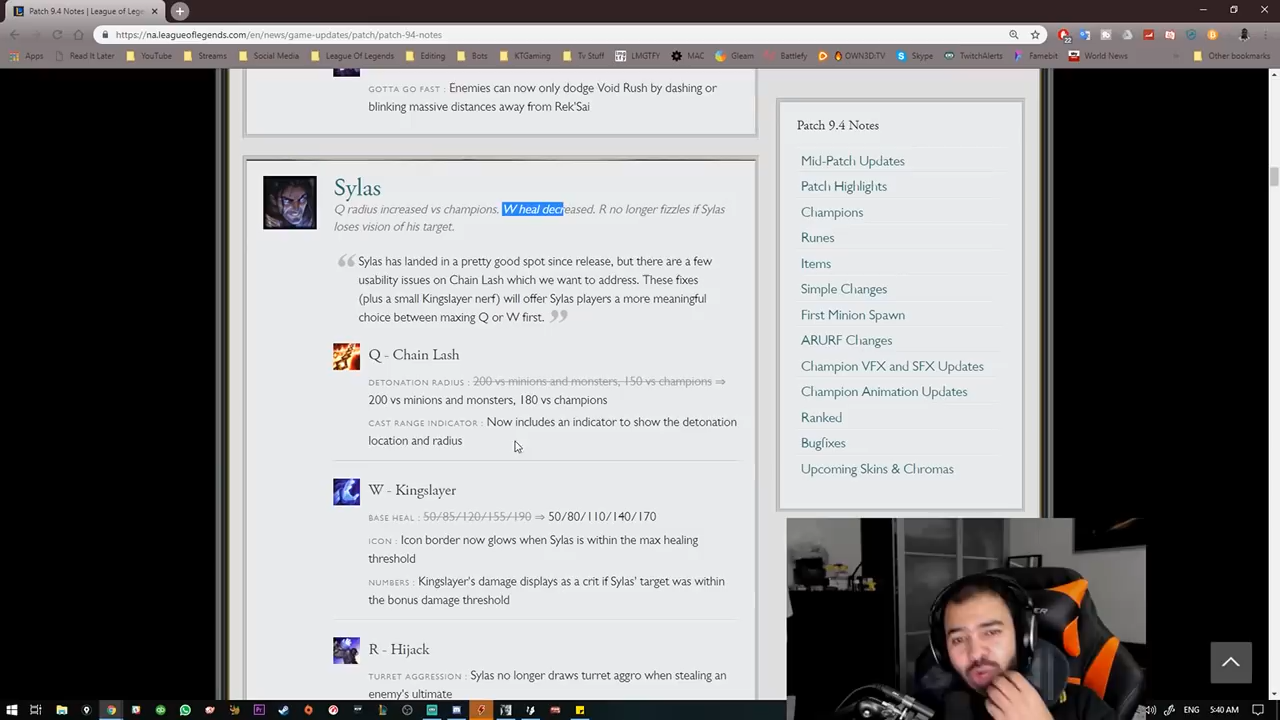 Patch 9.4 Notes | League of Leg
https://na.leagueoflegends.com/en/news/game-updates/patch/patch-94-notes
22
Apps
Read It Later
YouTube
Streams
Social Media
League Of Legends
Editing
Bots
KTGaming
Tv Stuff
LMGTFY
MAC
Gleam
Battlefy
OWN3D.TV
Skype
TwitchAlerts
Famebit
World News
Other bookmarks
GOTTA GO FAST : Enemies can now only dodge Void Rush by dashing or
blinking massive distances away from Rek'Sai
Sylas
Q radius increased vs champions. W heal decreased. R no longer fizzles if Sylas
loses vision of his target.
Sylas has landed in a pretty good spot since release, but there are a few
usability issues on Chain Lash which we want to address. These fixes
(plus a small Kingslayer nerf) will offer Sylas players a more meaningful
choice between maxing Q or W first.
Q - Chain Lash
DETONATION RADIUS : 200 vs minions and monsters, 150 vs champions ⇒
200 vs minions and monsters, 180 vs champions
CAST RANGE INDICATOR : Now includes an indicator to show the detonation
location and radius
W - Kingslayer
BASE HEAL : 50/85/120/155/190 ⇒ 50/80/110/140/170
ICON : Icon border now glows when Sylas is within the max healing
threshold
NUMBERS : Kingslayer's damage displays as a crit if Sylas' target was within
the bonus damage threshold
R - Hijack
TURRET AGGRESSION : Sylas no longer draws turret aggro when stealing an
enemy's ultimate
Patch 9.4 Notes
Mid-Patch Updates
Patch Highlights
Champions
Runes
Items
Simple Changes
First Minion Spawn
ARURF Changes
Champion VFX and SFX Updates
Champion Animation Updates
Ranked
Bugfixes
Upcoming Skins & Chromas
ENG
5:40 AM